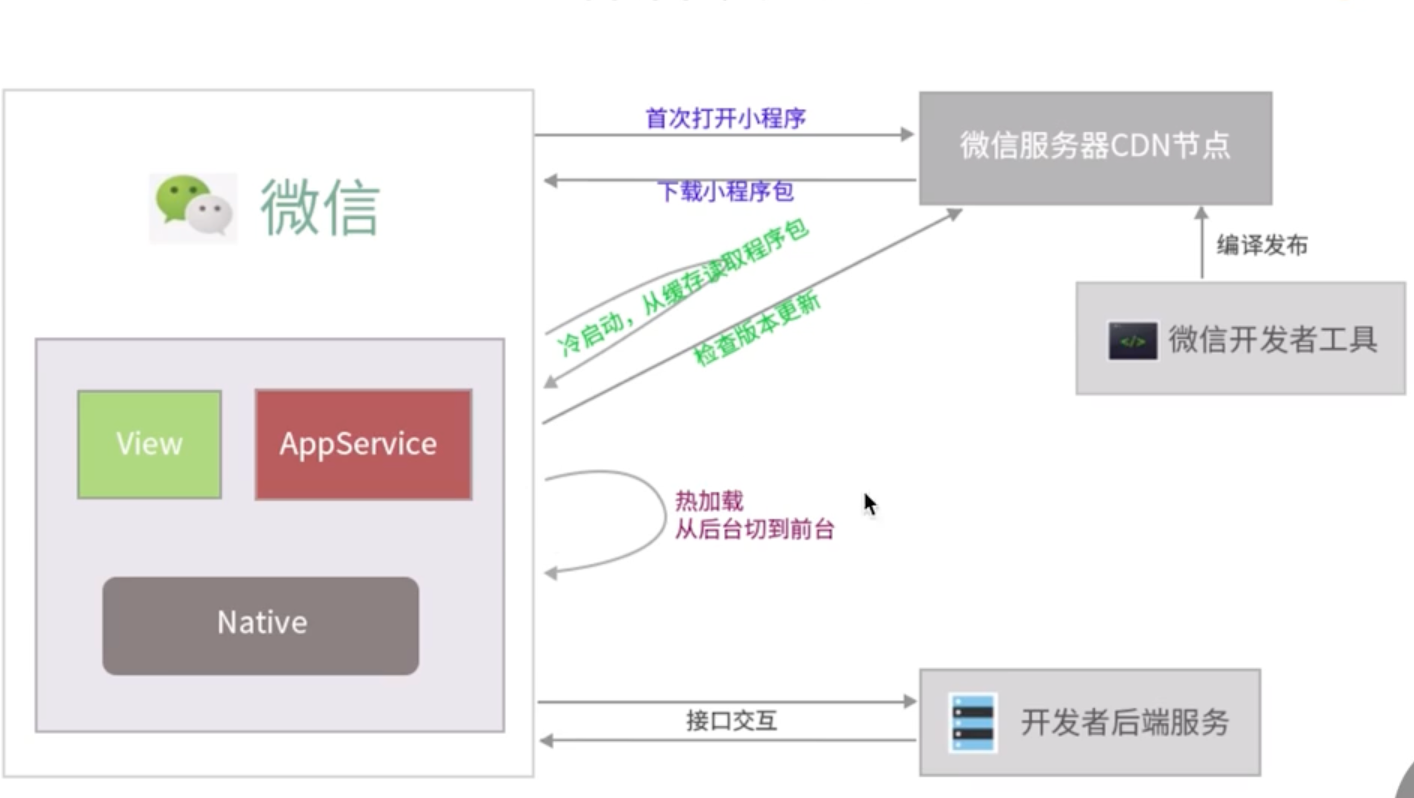 首次打开小程序
微信服务器CDN节点
下载小程序包
微信
冷启动，从缓存读取程序包
编译发布
检查版本更新
</> 微信开发者工具
View
AppService
热加载
从后台切到前台
Native
接口交互
开发者后端服务